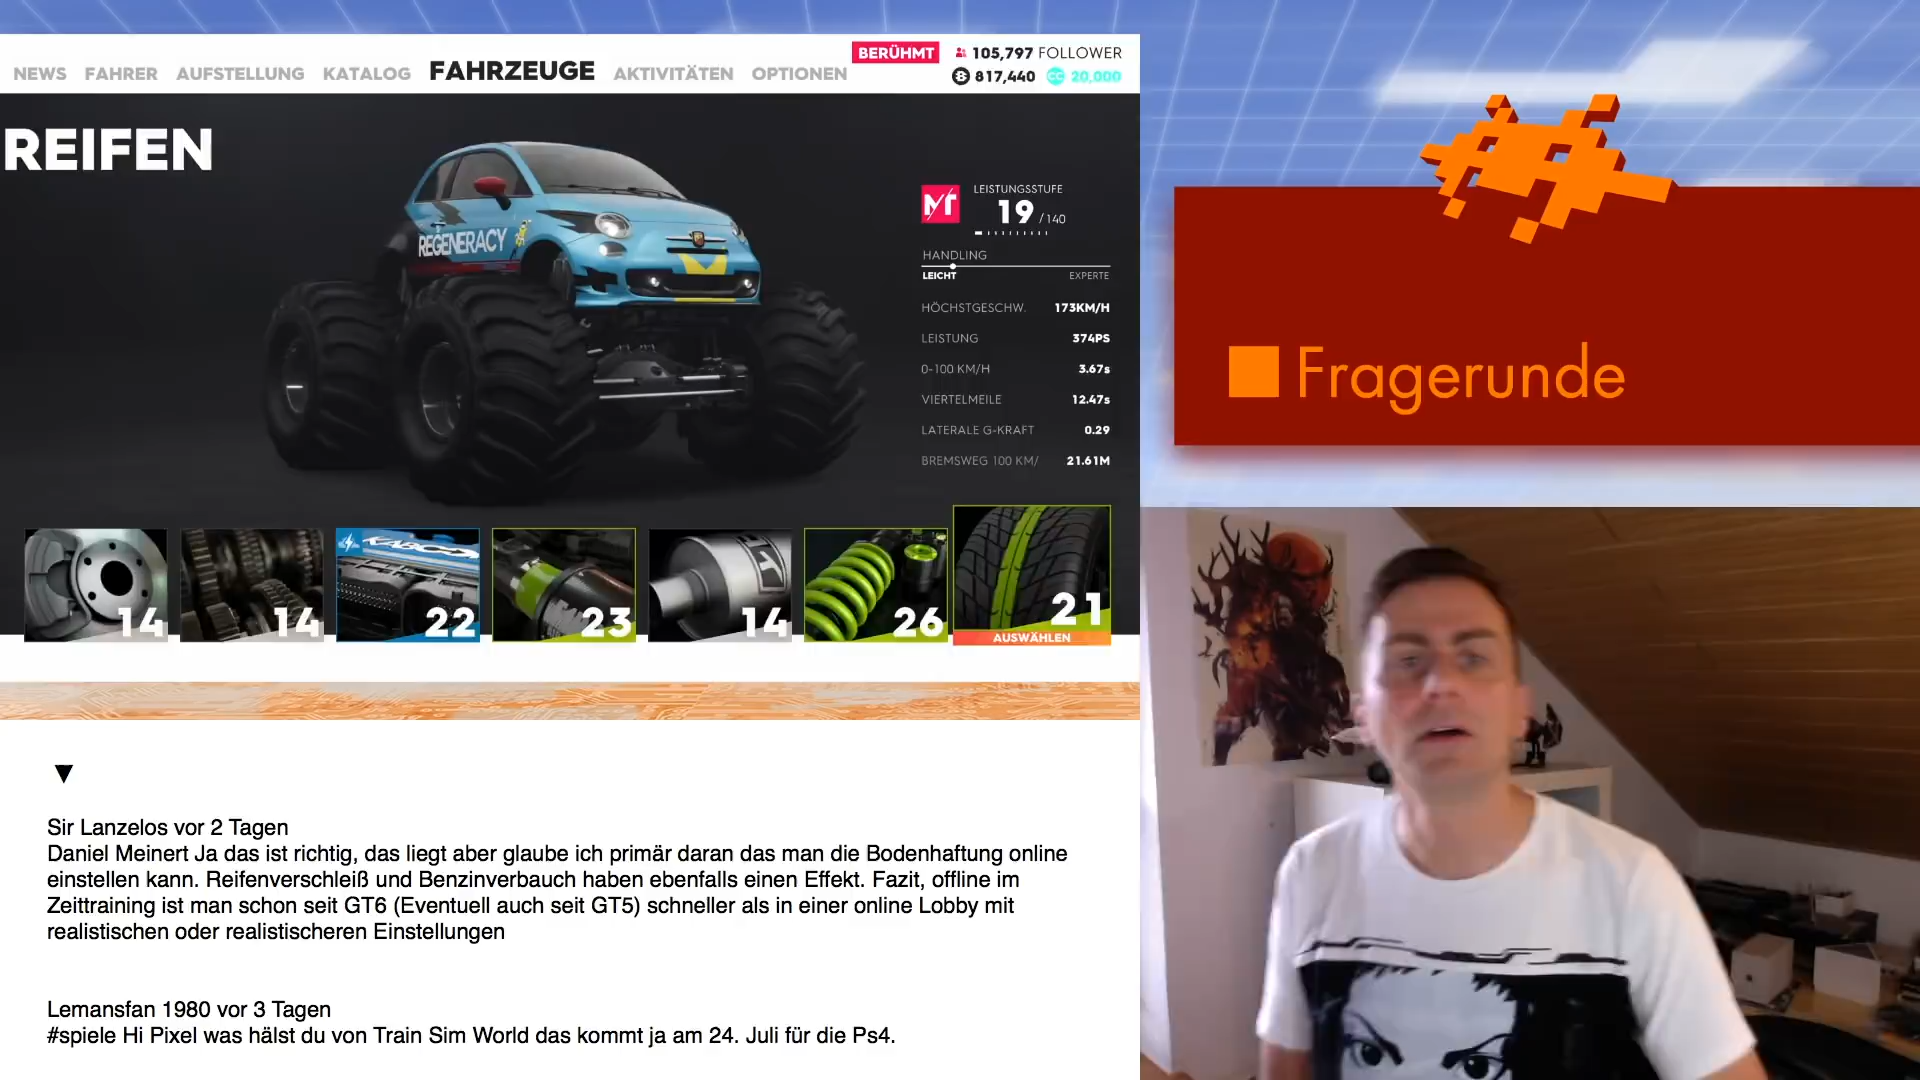 NEWS FAHRER AUFSTELLUNG KATALOG FAHRZEUGE AKTIVITÄTEN OPTIONEN
BERÜHMT 105,797 FOLLOWER
817,440 CC 20,000
REIFEN
REGENERACY
LEISTUNGSSTUFE
19 /140
HANDLING
LEICHT EXPERTE
HÖCHSTGESCHW. 173KM/H
LEISTUNG 374PS
0-100 KM/H 3.67s
VIERTELMEILE 12.47s
LATERALE G-KRAFT 0.29
BREMSWEG 100 KM/ 21.61M
14 14 22 23 14 26 21
AUSWÄHLEN
Fragerunde
▼
Sir Lanzelos vor 2 Tagen
Daniel Meinert Ja das ist richtig, das liegt aber glaube ich primär daran das man die Bodenhaftung online
einstellen kann. Reifenverschleiß und Benzinverbauch haben ebenfalls einen Effekt. Fazit, offline im
Zeittraining ist man schon seit GT6 (Eventuell auch seit GT5) schneller als in einer online Lobby mit
realistischen oder realistischeren Einstellungen
Lemansfan 1980 vor 3 Tagen
#spiele Hi Pixel was hälst du von Train Sim World das kommt ja am 24. Juli für die Ps4.